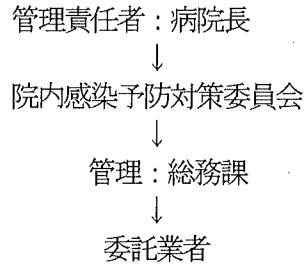 管理責任者：病院長
↓
院内感染予防対策委員会
↓
管理：総務課
↓
委託業者